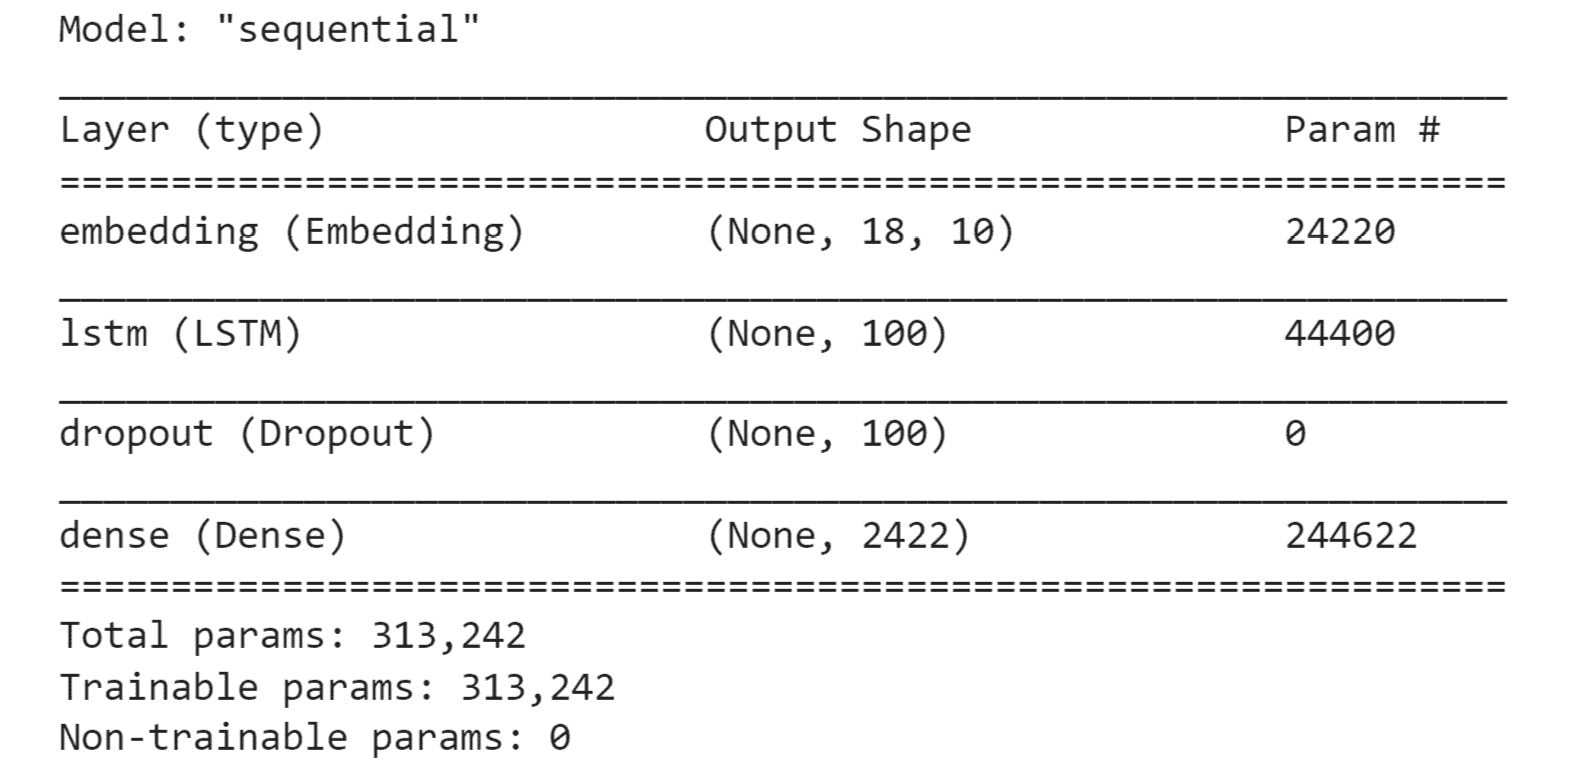 Model: "sequential"
Layer (type) Output Shape Param #
=================================================================
embedding (Embedding) (None, 18, 10) 24220
lstm (LSTM) (None, 100) 44400
dropout (Dropout) (None, 100) 0
dense (Dense) (None, 2422) 244622
=================================================================
Total params: 313,242
Trainable params: 313,242
Non-trainable params: 0